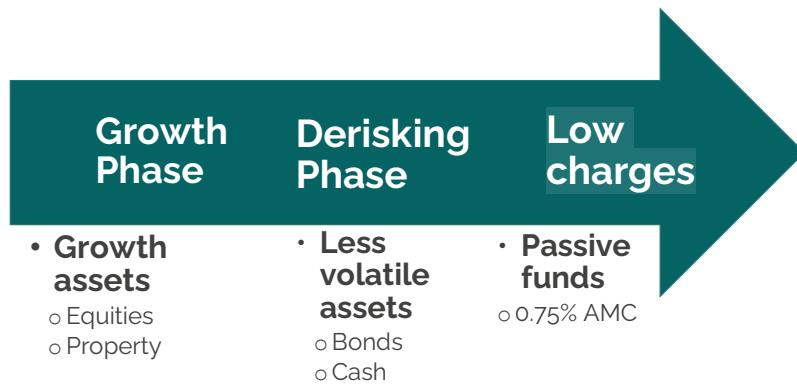 Growth
Phase
Derisking
Phase
Low
charges
• Growth
assets
o Equities
o Property
• Less
volatile
assets
o Bonds
o Cash
• Passive
funds
o 0.75% AMC